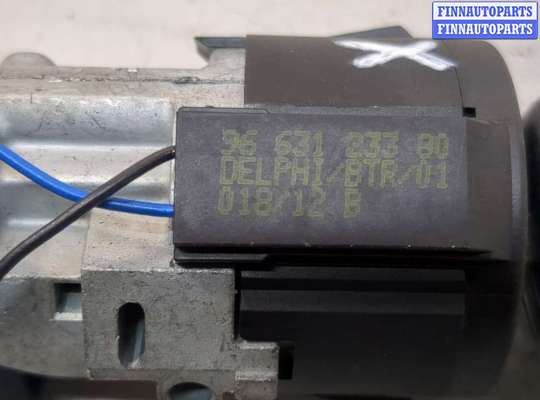 FINNAUTOPARTS
FINNAUTOPARTS
96 631 233 80
DELPHI/BTR/01
018/12 B